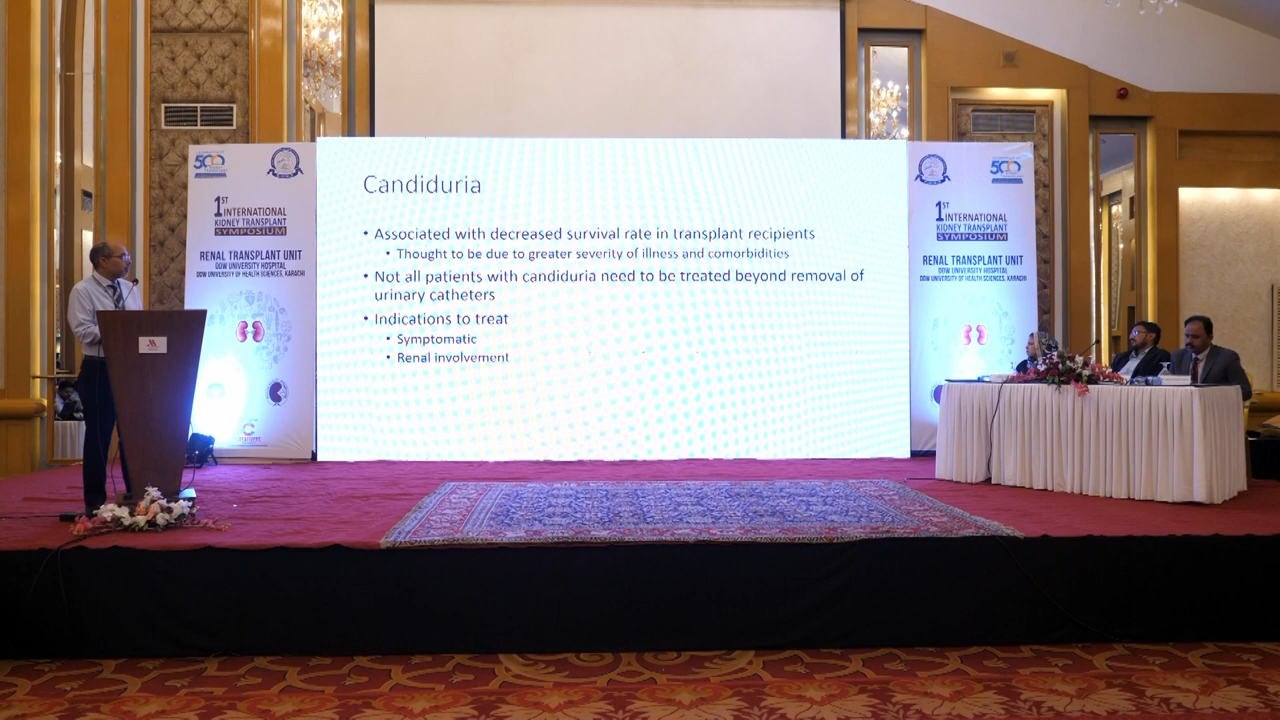 Candiduria
• Associated with decreased survival rate in transplant recipients
• Thought to be due to greater severity of illness and comorbidities
• Not all patients with candiduria need to be treated beyond removal of
urinary catheters
• Indications to treat
• Symptomatic
• Renal involvement
500
1ST
INTERNATIONAL
KIDNEY TRANSPLANT
SYMPOSIUM
RENAL TRANSPLANT UNIT
DOW UNIVERSITY HOSPITAL
DOW UNIVERSITY OF HEALTH SCIENCES, KARACHI
500
1ST
INTERNATIONAL
KIDNEY TRANSPLANT
SYMPOSIUM
RENAL TRANSPLANT UNIT
DOW UNIVERSITY HOSPITAL
DOW UNIVERSITY OF HEALTH SCIENCES, KARACHI